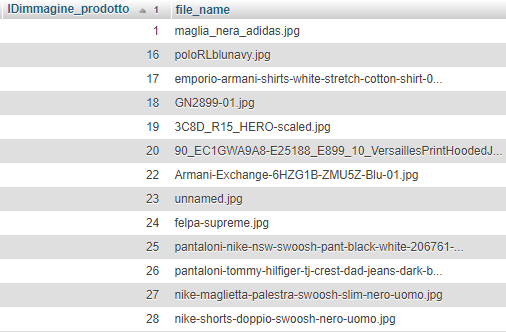 IDimmagine_prodotto 1 file_name
1 maglia_nera_adidas.jpg
16 poloRLblunavy.jpg
17 emporio-armani-shirts-white-stretch-cotton-shirt-0...
18 GN2899-01.jpg
19 3C8D_R15_HERO-scaled.jpg
20 90_EC1GWA9A8-E25188_E899_10_VersaillesPrintHoodedJ...
22 Armani-Exchange-6HZG1B-ZMU5Z-Blu-01.jpg
23 unnamed.jpg
24 felpa-supreme.jpg
25 pantaloni-nike-nsw-swoosh-pant-black-white-206761-...
26 pantaloni-tommy-hilfiger-tj-crest-dad-jeans-dark-b...
27 nike-maglietta-palestra-swoosh-slim-nero-uomo.jpg
28 nike-shorts-doppio-swoosh-nero-uomo.jpg